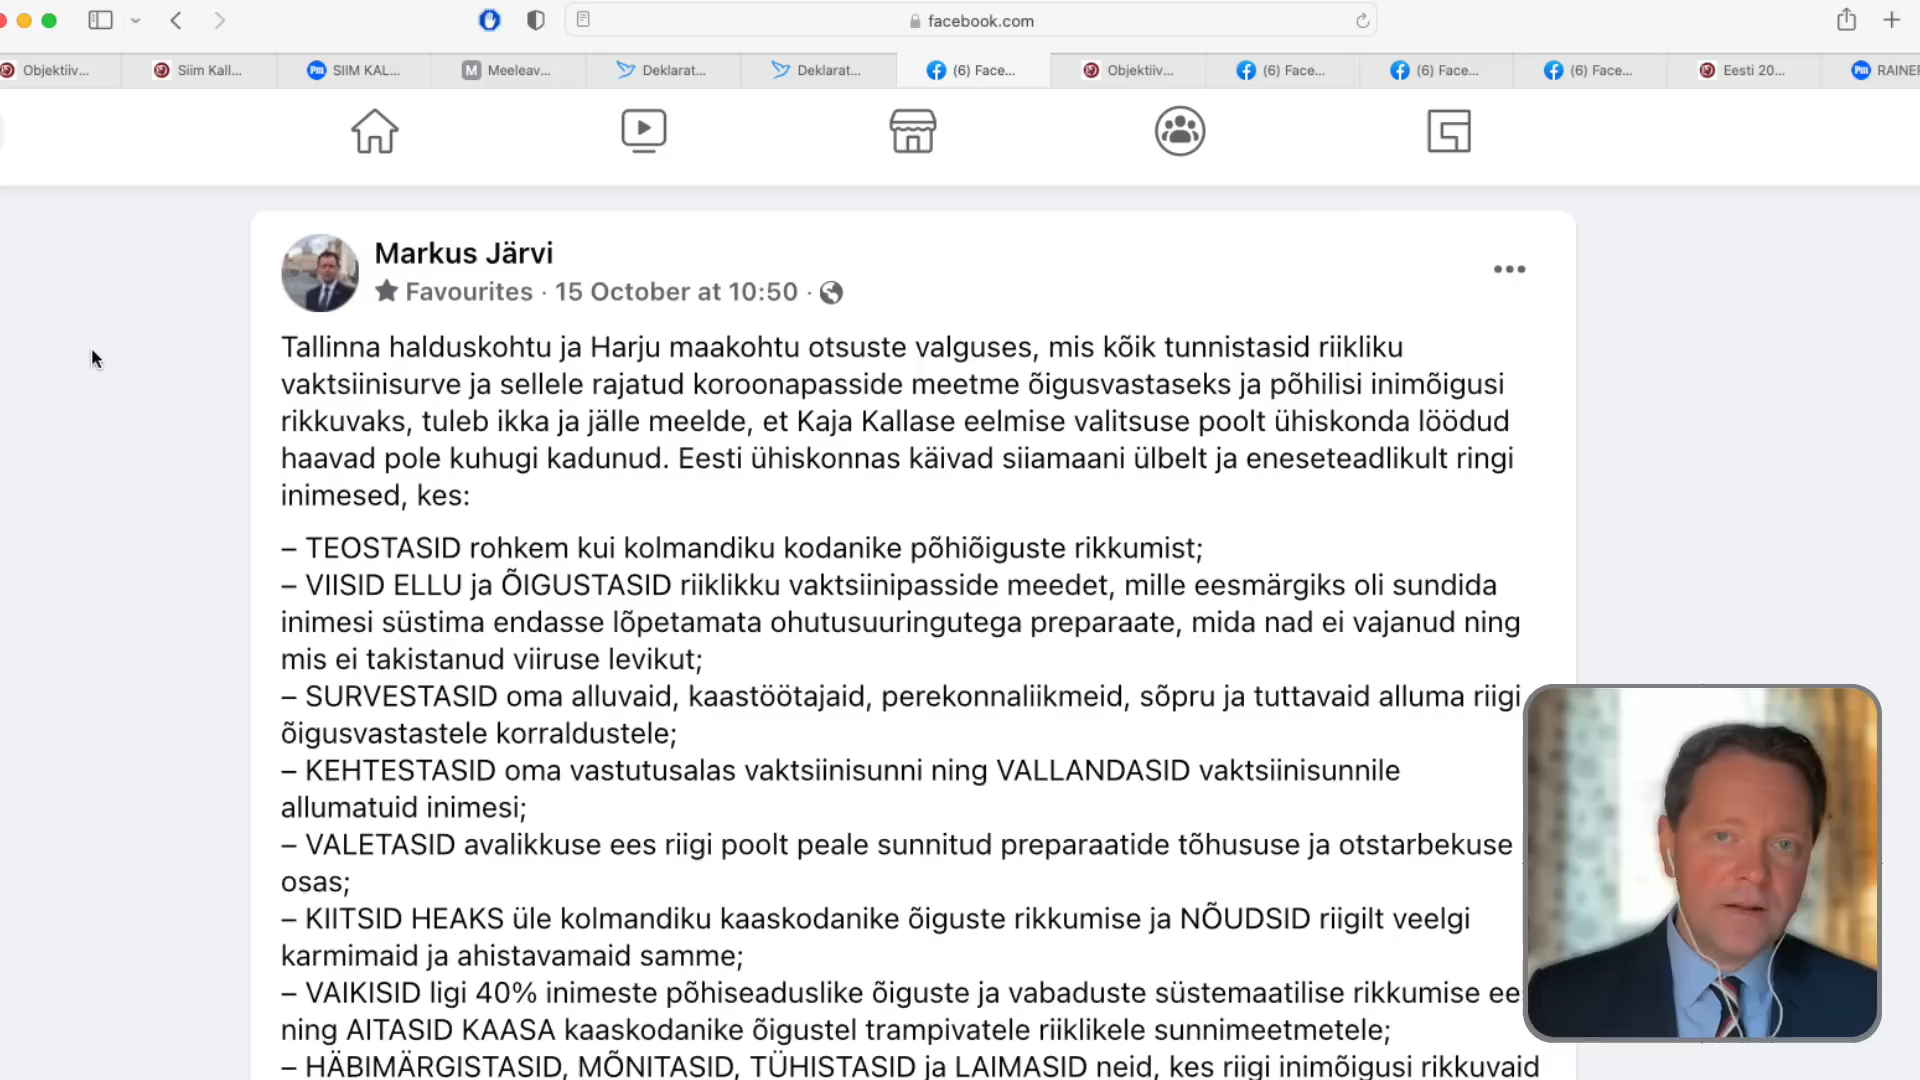 facebook.com
Objektiiv...
Siim Kall...
Pm
SIIM KAL...
M
Meeleav...
Deklarat...
Deklarat...
(6) Face...
Objektiiv...
(6) Face...
(6) Face...
(6) Face...
Eesti 20...
Pm
RAINER
Markus Järvi
Favourites · 15 October at 10:50 ·
Tallinna halduskohtu ja Harju maakohtu otsuste valguses, mis kõik tunnistasid riikliku
vaktsiinisurve ja sellele rajatud koroonapasside meetme õigusvastaseks ja põhilisi inimõigusi
rikkuvaks, tuleb ikka ja jälle meelde, et Kaja Kallase eelmise valitsuse poolt ühiskonda löödud
haavad pole kuhugi kadunud. Eesti ühiskonnas käivad siiamaani ülbelt ja eneseteadlikult ringi
inimesed, kes:
– TEOSTASID rohkem kui kolmandiku kodanike põhiõiguste rikkumist;
– VIISID ELLU ja ÕIGUSTASID riiklikku vaktsiinipasside meedet, mille eesmärgiks oli sundida
inimesi süstima endasse lõpetamata ohutusuuringutega preparaate, mida nad ei vajanud ning
mis ei takistanud viiruse levikut;
– SURVESTASID oma alluvaid, kaastöötajaid, perekonnaliikmeid, sõpru ja tuttavaid alluma riigi
õigusvastastele korraldustele;
– KEHTESTASID oma vastutusalas vaktsiinisunni ning VALLANDASID vaktsiinisunnile
allumatuid inimesi;
– VALETASID avalikkuse ees riigi poolt peale sunnitud preparaatide tõhususe ja otstarbekuse
osas;
– KIITSID HEAKS üle kolmandiku kaaskodanike õiguste rikkumise ja NÕUDSID riigilt veelgi
karmimaid ja ahistavamaid samme;
– VAIKISID ligi 40% inimeste põhiseaduslike õiguste ja vabaduste süstemaatilise rikkumise ee
ning AITASID KAASA kaaskodanike õigustel trampivatele riiklikele sunnimeetmetele;
– HÄBIMÄRGISTASID, MÕNITASID, TÜHISTASID ja LAIMASID neid, kes riigi inimõigusi rikkuvaid